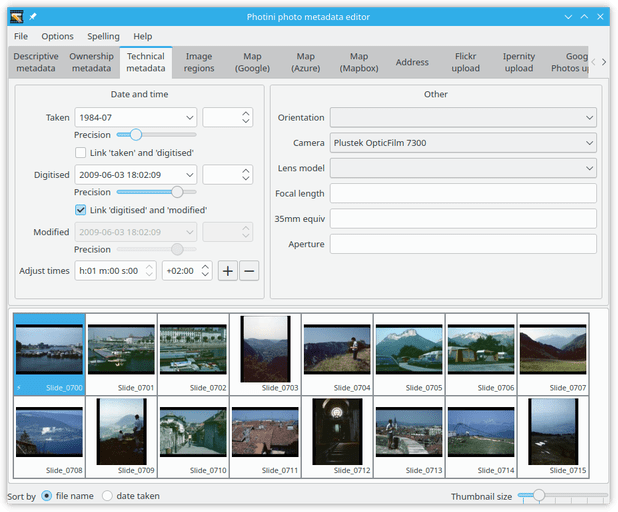 Photini photo metadata editor
File Options Spelling Help
Descriptive metadata
Ownership metadata
Technical metadata
Image regions
Map (Google)
Map (Azure)
Map (Mapbox)
Address
Flickr upload
Ipernity upload
Goog
Photos u
Date and time
Taken 1984-07
Precision
Link 'taken' and 'digitised'
Digitised 2009-06-03 18:02:09
Precision
Link 'digitised' and 'modified'
Modified 2009-06-03 18:02:09
Precision
Adjust times h:01 m:00 s:00 +02:00 + −
Other
Orientation
Camera Plustek OpticFilm 7300
Lens model
Focal length
35mm equiv
Aperture
Slide_0700 Slide_0701 Slide_0702 Slide_0703 Slide_0704 Slide_0705 Slide_0706 Slide_0707
Slide_0708 Slide_0709 Slide_0710 Slide_0711 Slide_0712 Slide_0713 Slide_0714 Slide_0715
Sort by file name date taken Thumbnail size